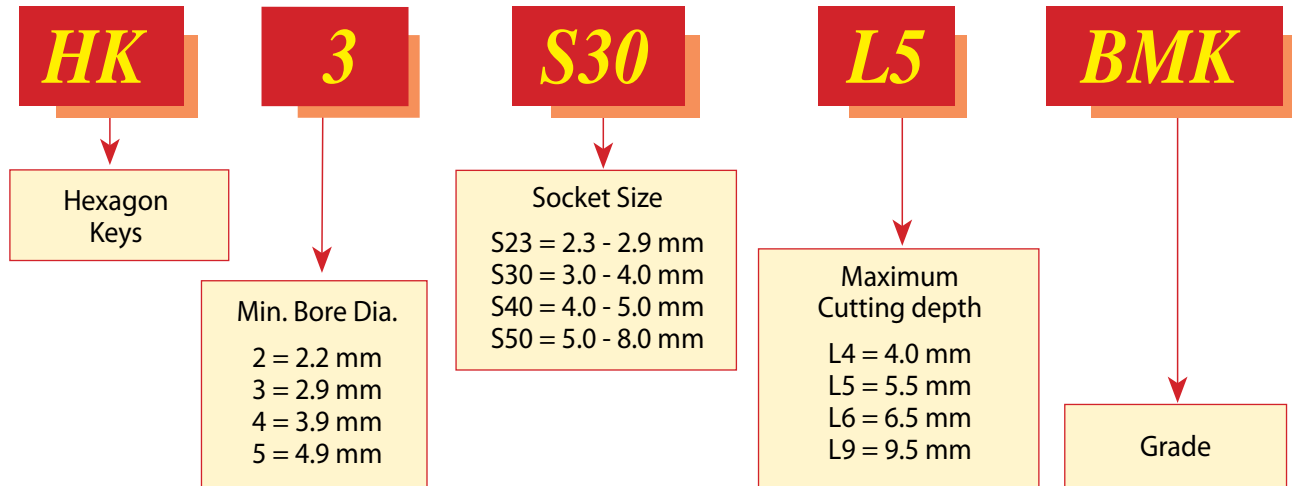 HK
3
S30
L5
BMK
Hexagon
Keys
Min. Bore Dia.
2 = 2.2 mm
3 = 2.9 mm
4 = 3.9 mm
5 = 4.9 mm
Socket Size
S23 = 2.3 - 2.9 mm
S30 = 3.0 - 4.0 mm
S40 = 4.0 - 5.0 mm
S50 = 5.0 - 8.0 mm
Maximum
Cutting depth
L4 = 4.0 mm
L5 = 5.5 mm
L6 = 6.5 mm
L9 = 9.5 mm
Grade